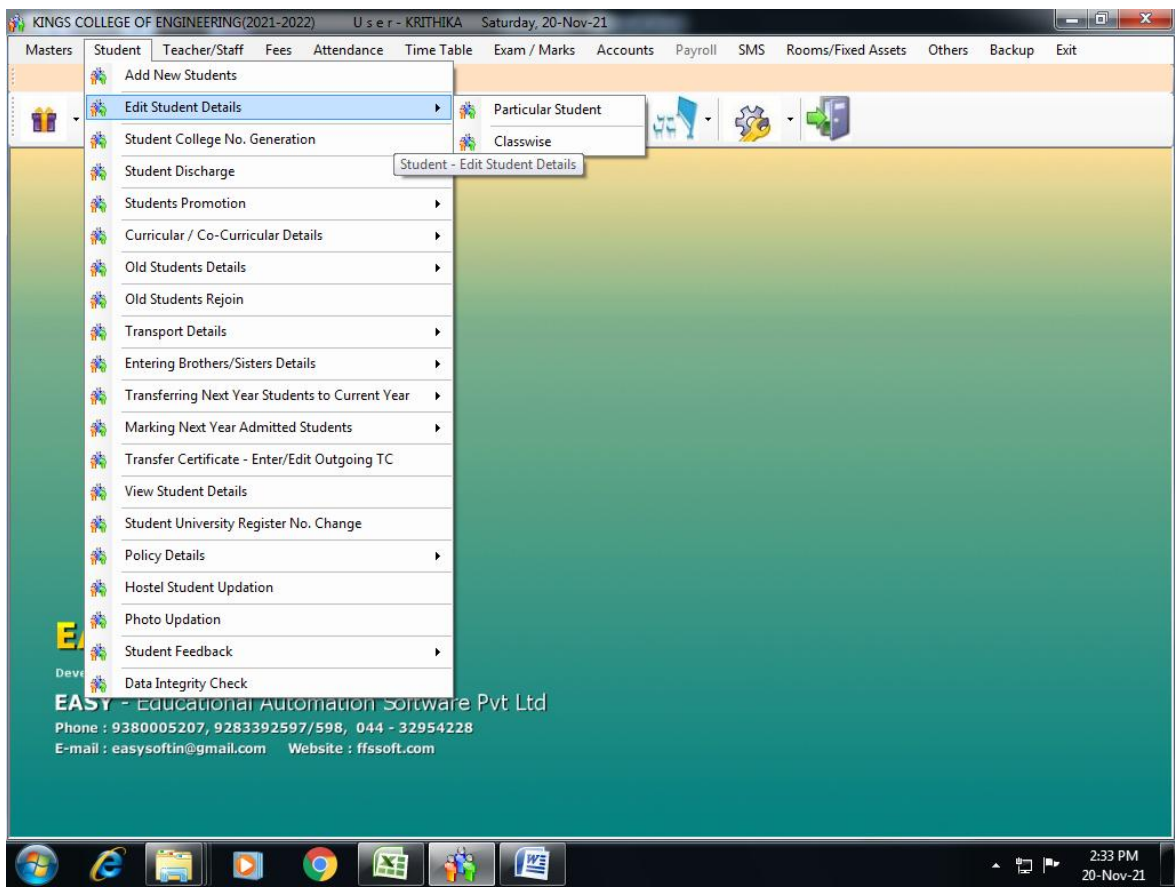 KINGS COLLEGE OF ENGINEERING(2021-2022) U s e r - KRITHIKA Saturday, 20-Nov-21
Masters Student Teacher/Staff Fees Attendance Time Table Exam / Marks Accounts Payroll SMS Rooms/Fixed Assets Others Backup Exit
Add New Students
Edit Student Details
Particular Student
Student College No. Generation
Classwise
Student - Edit Student Details
Student Discharge
Students Promotion
Curricular / Co-Curricular Details
Old Students Details
Old Students Rejoin
Transport Details
Entering Brothers/Sisters Details
Transferring Next Year Students to Current Year
Marking Next Year Admitted Students
Transfer Certificate - Enter/Edit Outgoing TC
View Student Details
Student University Register No. Change
Policy Details
Hostel Student Updation
Photo Updation
Student Feedback
Data Integrity Check
EASY - Educational Automation Software Pvt Ltd
Phone : 9380005207, 9283392597/598, 044 - 32954228
E-mail : easysoftin@gmail.com Website : ffssoft.com
2:33 PM
20-Nov-21